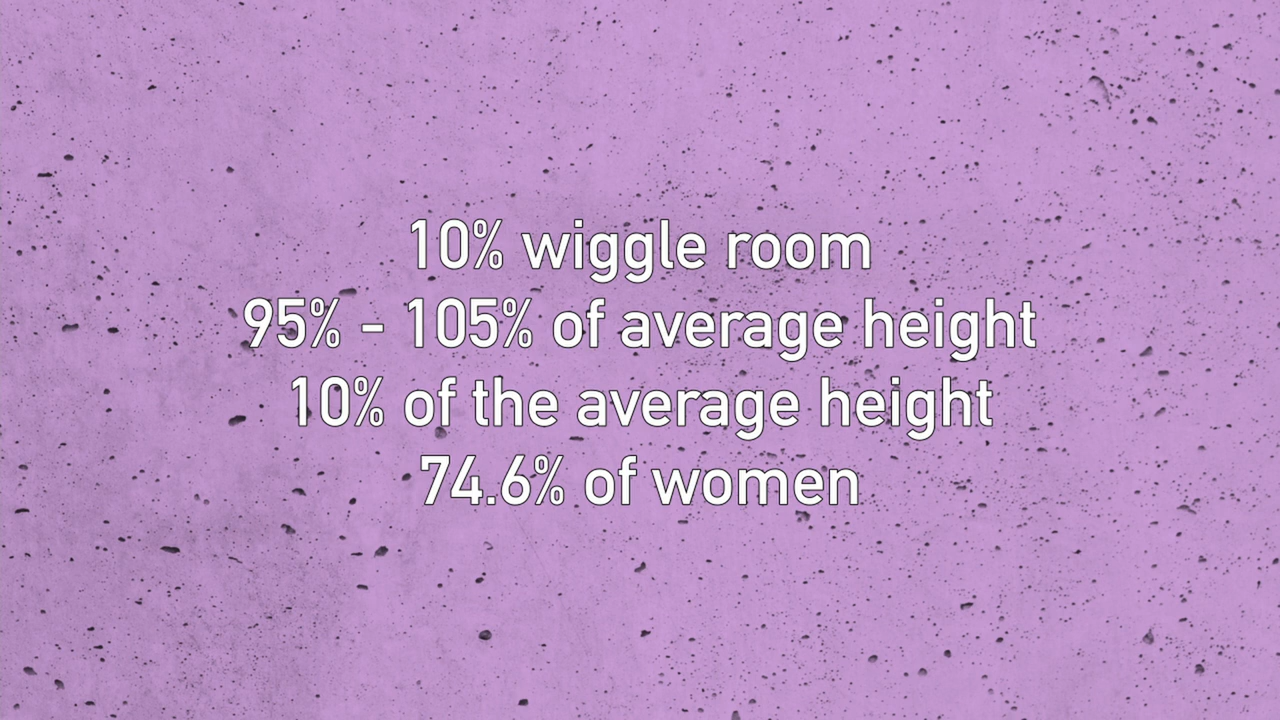 10% wiggle room
95% - 105% of average height
10% of the average height
74.6% of women